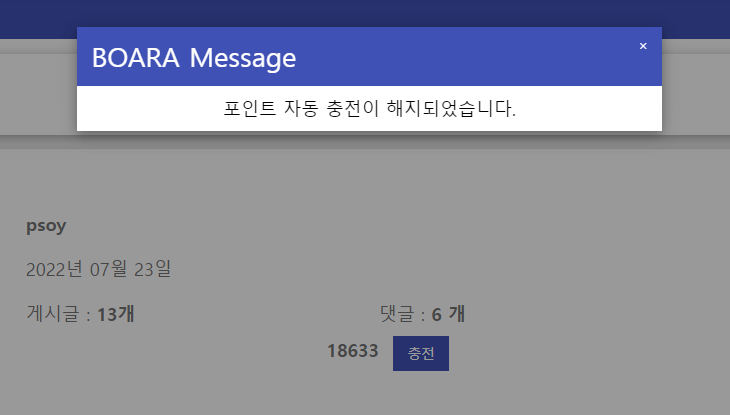 BOARA Message
×
포인트 자동 충전이 해지되었습니다.
psoy
2022년 07월 23일
게시글 : 13개 댓글 : 6 개
18633 충전